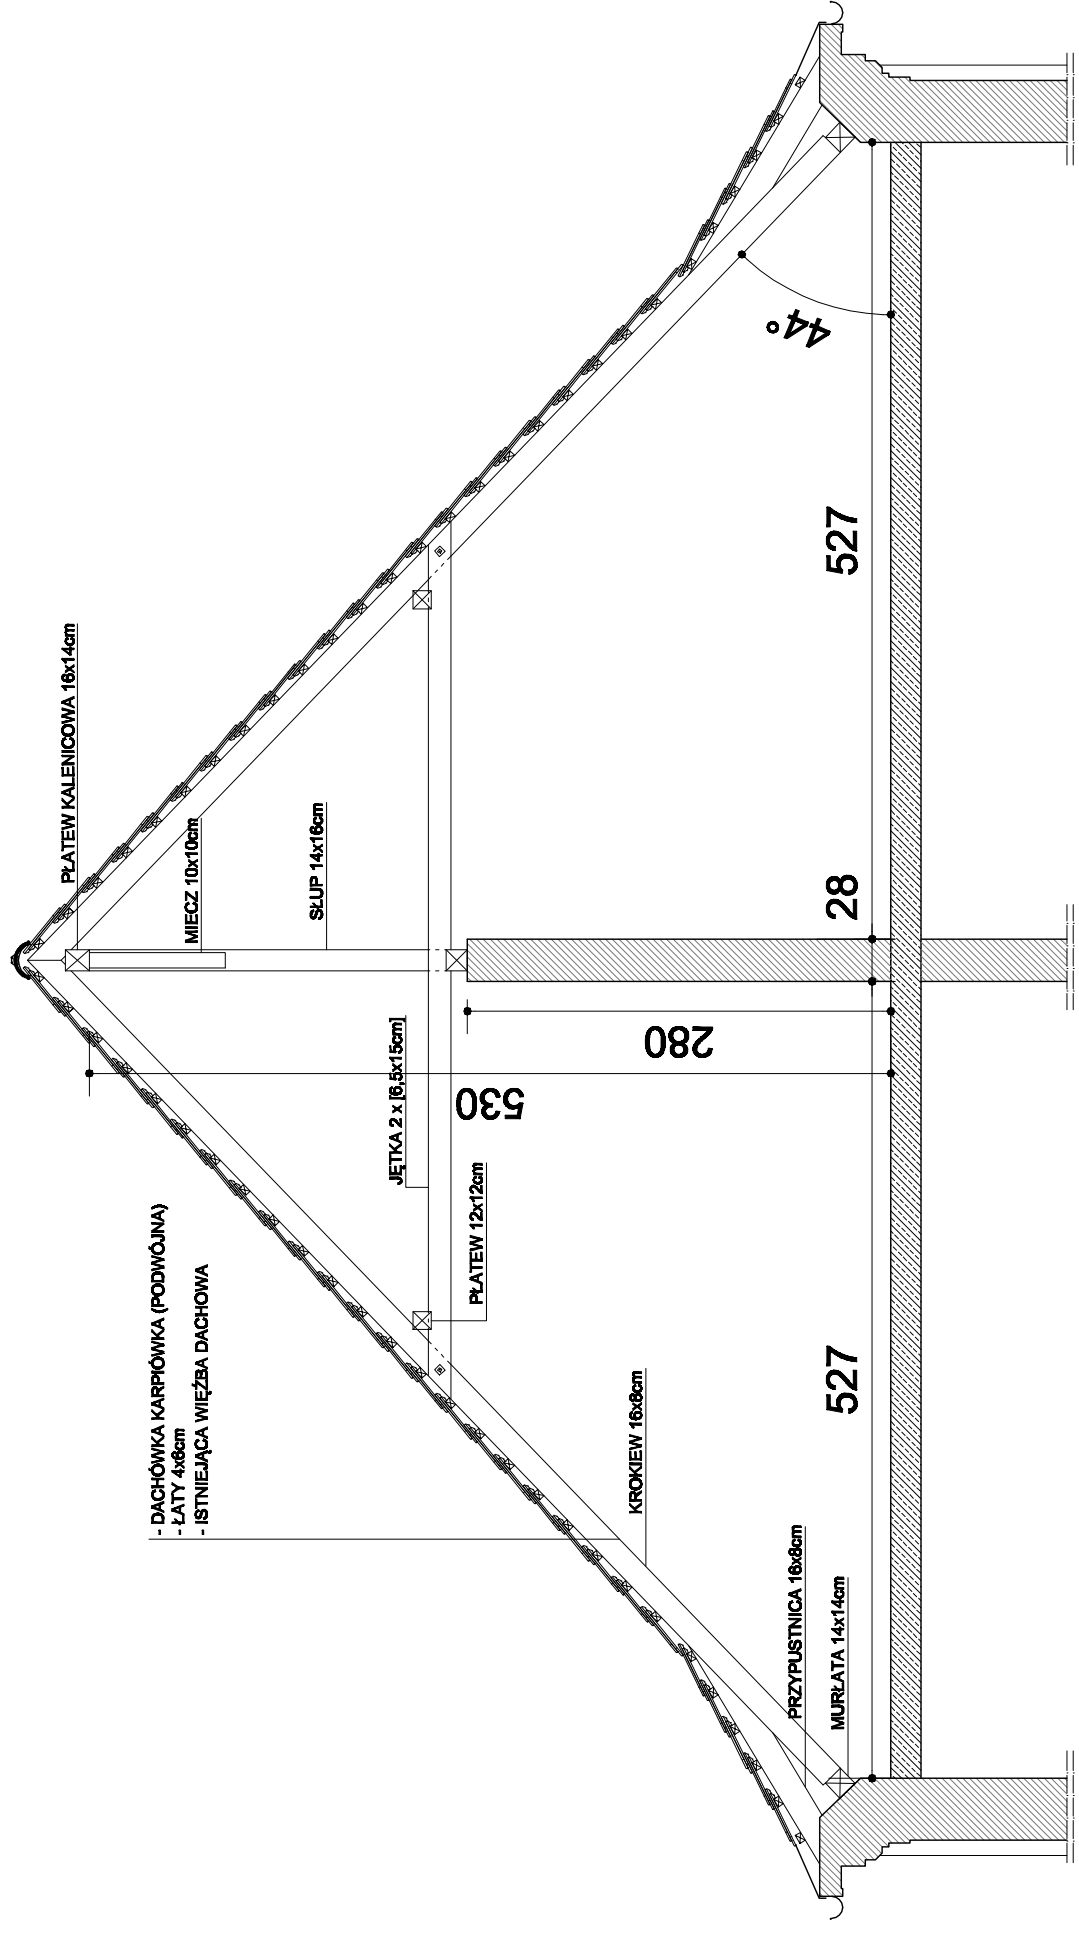 - DACHÓWKA KARPIÓWKA (PODWÓJNA)
- ŁATY 4x6cm
- ISTNIEJĄCA WIĘŹBA DACHOWA
PŁATEW KALENICOWA 16x14cm
MIECZ 10x10cm
SŁUP 14x16cm
JĘTKA 2 x [6,5x15cm]
PŁATEW 12x12cm
KROKIEW 16x8cm
PRZYPUSTNICA 16x8cm
MURŁATA 14x14cm
530
280
44°
527
28
527